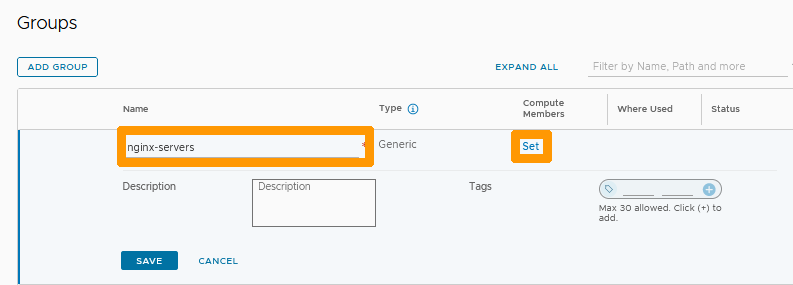 Groups
ADD GROUP
EXPAND ALL
Filter by Name, Path and more
Name
Type
Compute
Members
Where Used
Status
nginx-servers
*
Generic
Set
Description
Description
Tags
Max 30 allowed. Click (+) to
add.
SAVE
CANCEL